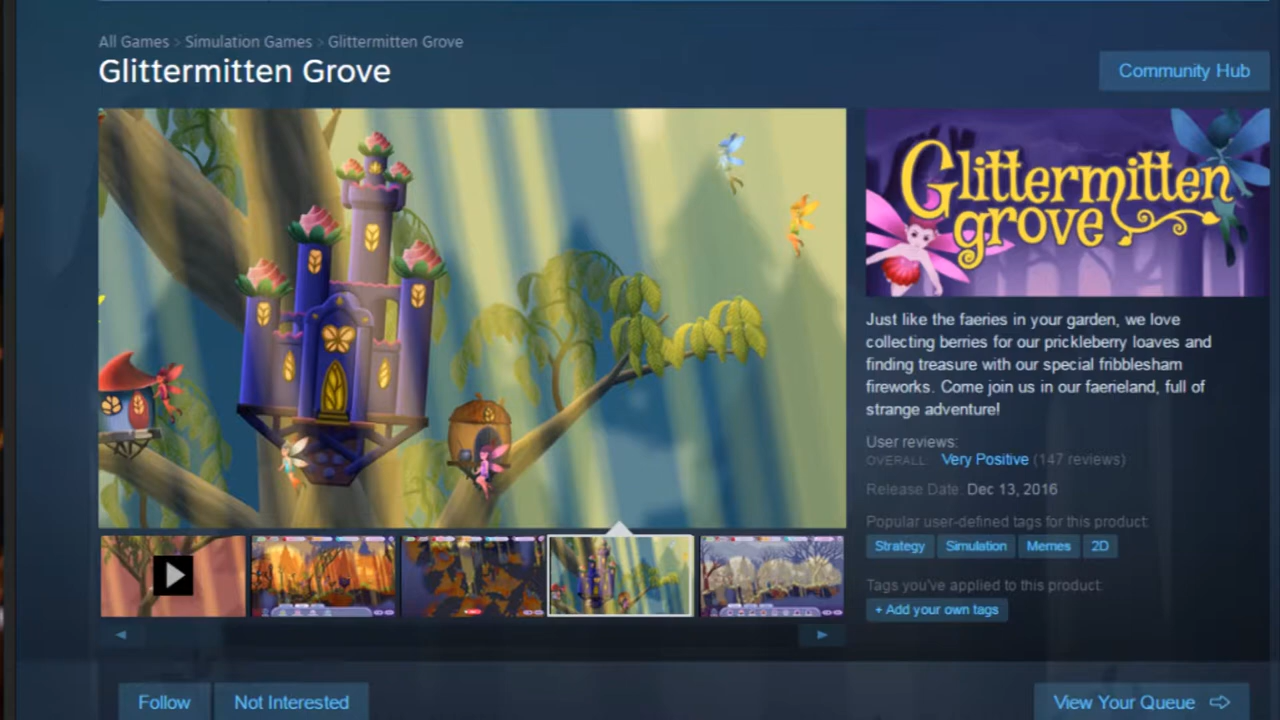 All Games > Simulation Games > Glittermitten Grove
Glittermitten Grove
Community Hub
Glittermitten
grove
Just like the faeries in your garden, we love
collecting berries for our prickleberry loaves and
finding treasure with our special fribblesham
fireworks. Come join us in our faerieland, full of
strange adventure!
User reviews:
OVERALL: Very Positive (147 reviews)
Release Date: Dec 13, 2016
Popular user-defined tags for this product:
Strategy Simulation Memes 2D
Tags you've applied to this product:
+ Add your own tags
Follow Not Interested View Your Queue